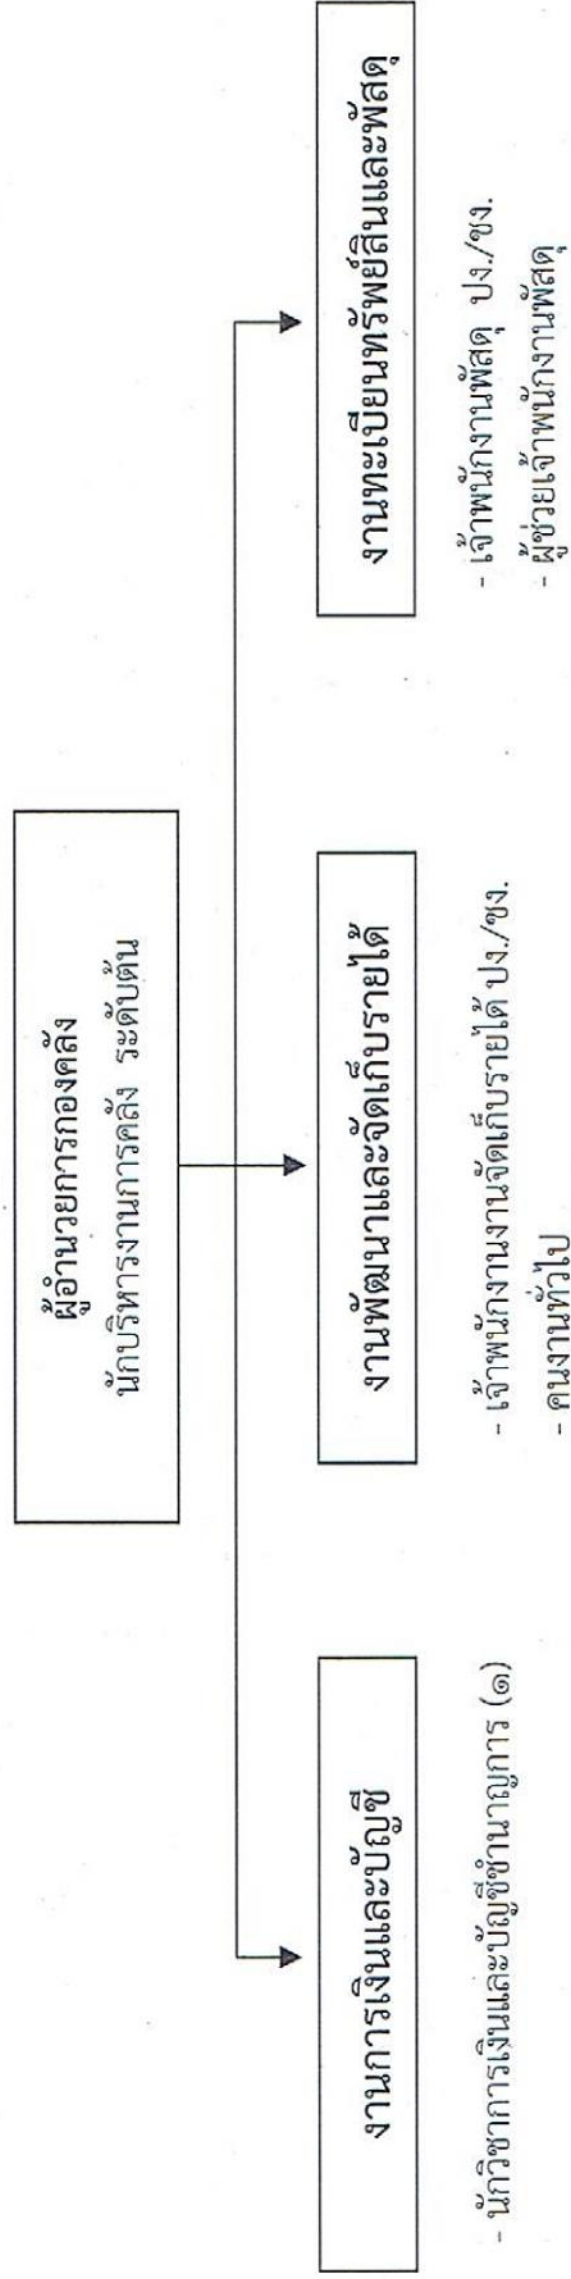 ผู้อำนวยการกองคลัง
นักบริหารงานการคลัง ระดับต้น
งานการเงินและบัญชี
- นักวิชาการเงินและบัญชีชำนาญการ (๑)
งานพัฒนาและจัดเก็บรายได้
- เจ้าพนักงานงานจัดเก็บรายได้ ปง./ชง.
- คนงานทั่วไป
งานทะเบียนทรัพย์สินและพัสดุ
- เจ้าพนักงานพัสดุ ปง./ชง.
- ผู้ช่วยเจ้าพนักงานพัสดุ